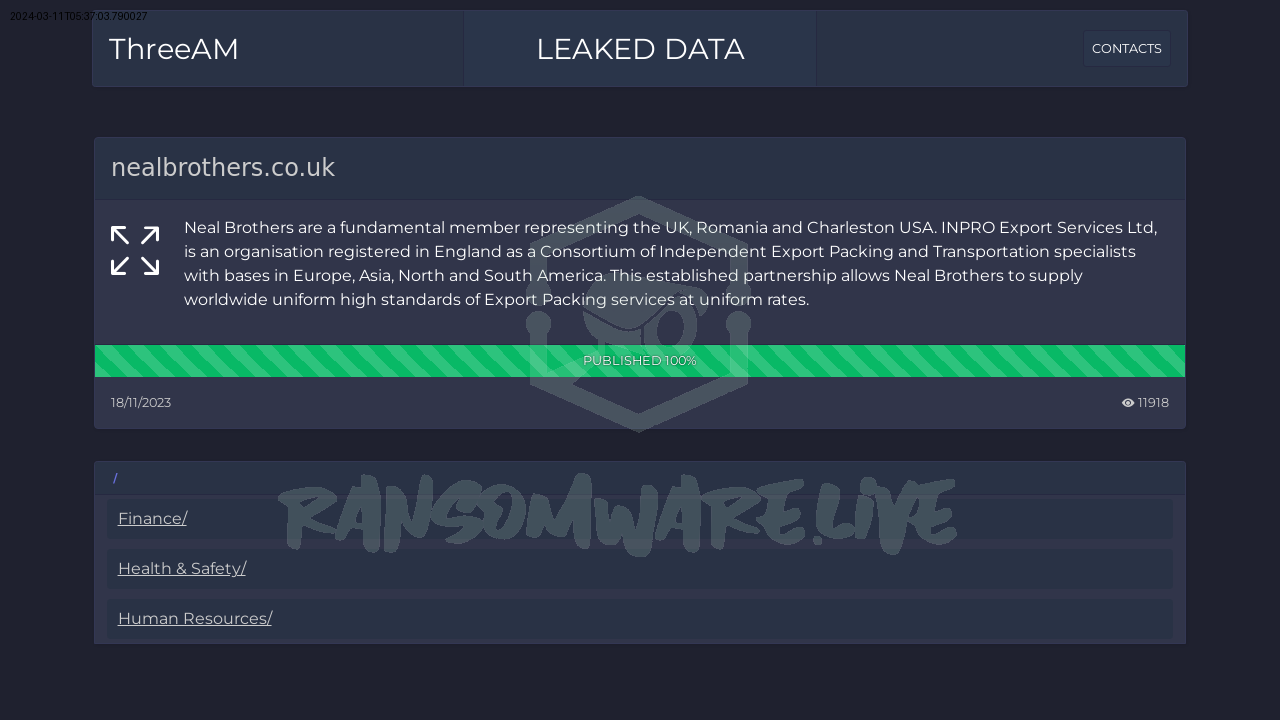 2024-03-11T05:37:03.790027
ThreeAM
LEAKED DATA
CONTACTS
nealbrothers.co.uk
Neal Brothers are a fundamental member representing the UK, Romania and Charleston USA. INPRO Export Services Ltd,
is an organisation registered in England as a Consortium of Independent Export Packing and Transportation specialists
with bases in Europe, Asia, North and South America. This established partnership allows Neal Brothers to supply
worldwide uniform high standards of Export Packing services at uniform rates.
PUBLISHED 100%
18/11/2023
11918
/
RANSOMWARE.LIVE
Finance/
Health & Safety/
Human Resources/